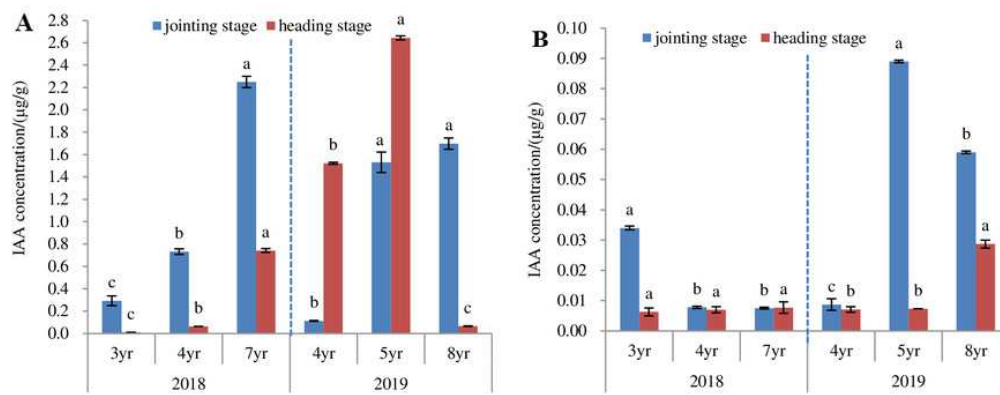 A
jointing stage heading stage
IAA concentration/(μg/g)
2.8
2.6
2.4
2.2
2.0
1.8
1.6
1.4
1.2
1.0
0.8
0.6
0.4
0.2
0.0
c
c
b
b
a
a
b
b
a
a
a
c
3yr 4yr 7yr 4yr 5yr 8yr
2018 2019
B
jointing stage heading stage
IAA concentration/(μg/g)
0.10
0.09
0.08
0.07
0.06
0.05
0.04
0.03
0.02
0.01
0.00
a
a
b
a
b
a
c
b
a
b
b
a
3yr 4yr 7yr 4yr 5yr 8yr
2018 2019